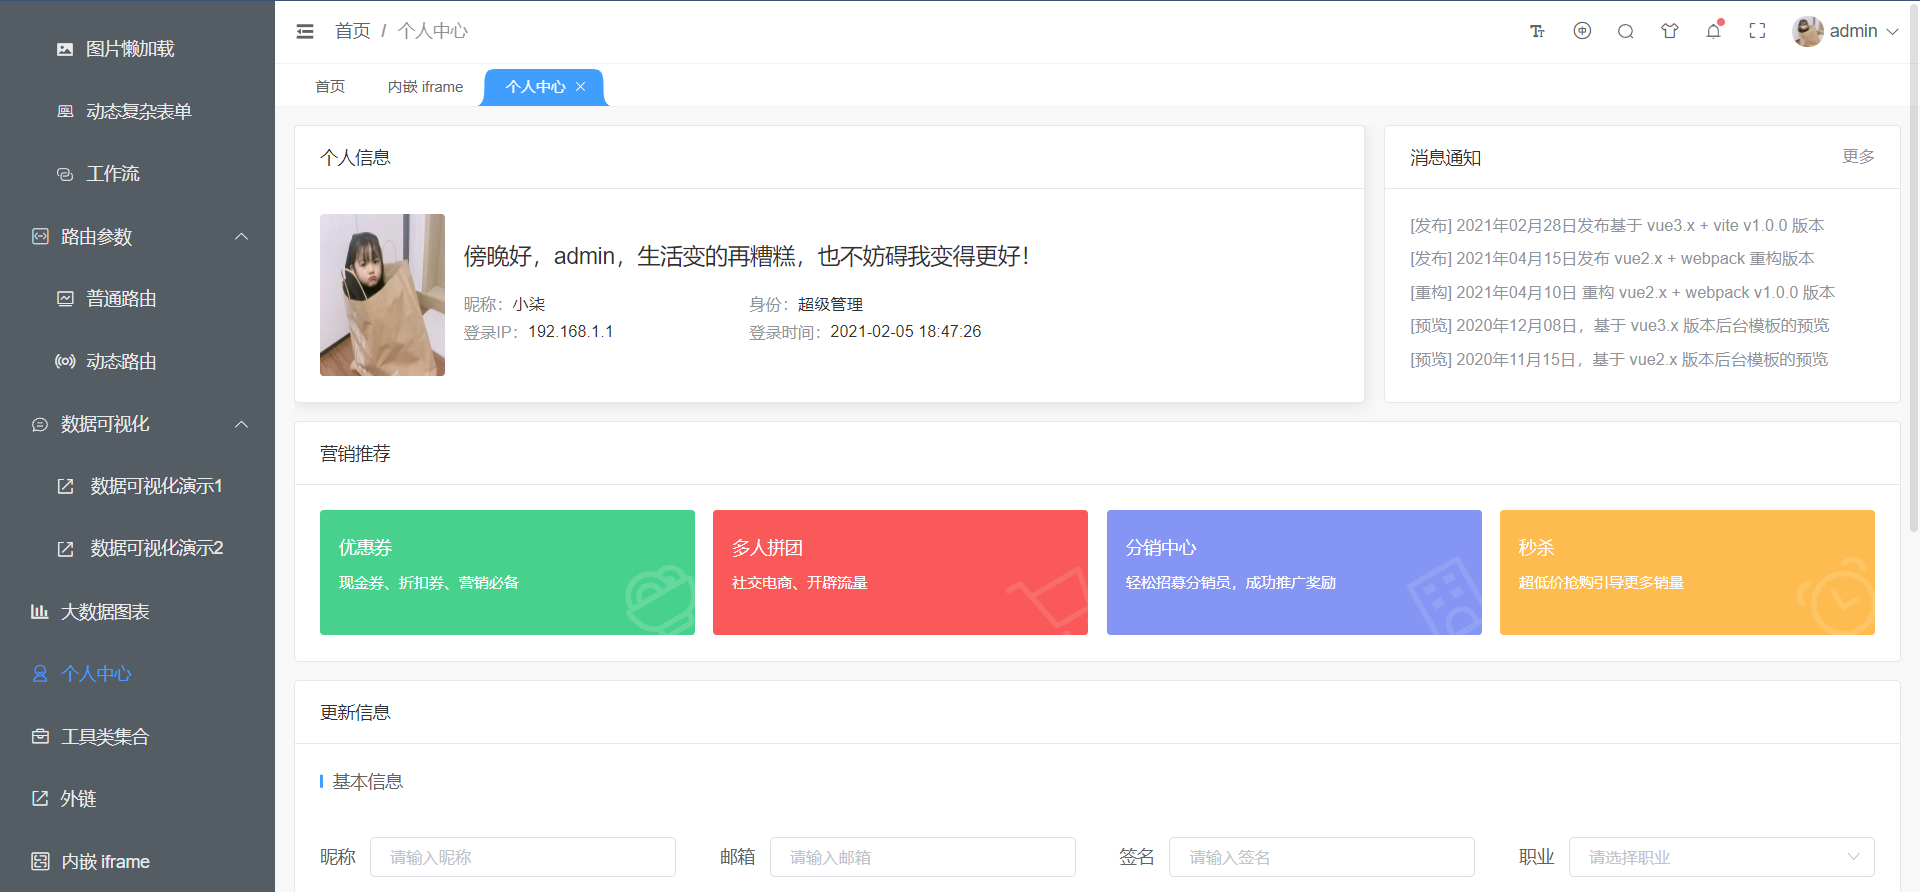 图片懒加载
动态复杂表单
工作流
路由参数
普通路由
动态路由
数据可视化
数据可视化演示1
数据可视化演示2
大数据图表
个人中心
工具类集合
外链
内嵌 iframe
首页 / 个人中心
admin
首页
内嵌 iframe
个人中心
个人信息
傍晚好，admin，生活变的再糟糕，也不妨碍我变得更好！
昵称：小柒
身份：超级管理
登录IP：192.168.1.1
登录时间：2021-02-05 18:47:26
消息通知
更多
[发布] 2021年02月28日发布基于 vue3.x + vite v1.0.0 版本
[发布] 2021年04月15日发布 vue2.x + webpack 重构版本
[重构] 2021年04月10日 重构 vue2.x + webpack v1.0.0 版本
[预览] 2020年12月08日，基于 vue3.x 版本后台模板的预览
[预览] 2020年11月15日，基于 vue2.x 版本后台模板的预览
营销推荐
优惠券
现金券、折扣券、营销必备
多人拼团
社交电商、开辟流量
分销中心
轻松招募分销员，成功推广奖励
秒杀
超低价抢购引导更多销量
更新信息
基本信息
昵称
请输入昵称
邮箱
请输入邮箱
签名
请输入签名
职业
请选择职业